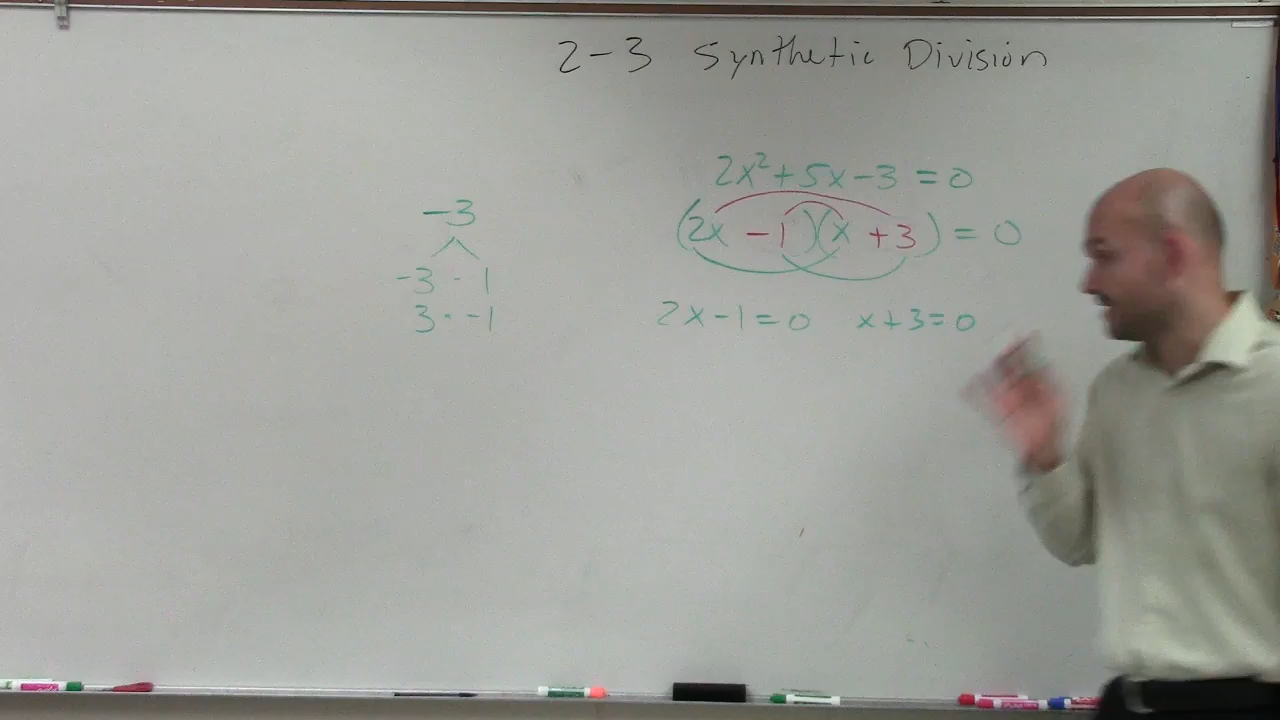 2-3 Synthetic Division
2x²+5x-3=0
(2x -1)(x +3)=0
2x-1=0 x+3=0
-3
-3 · 1
3 · -1